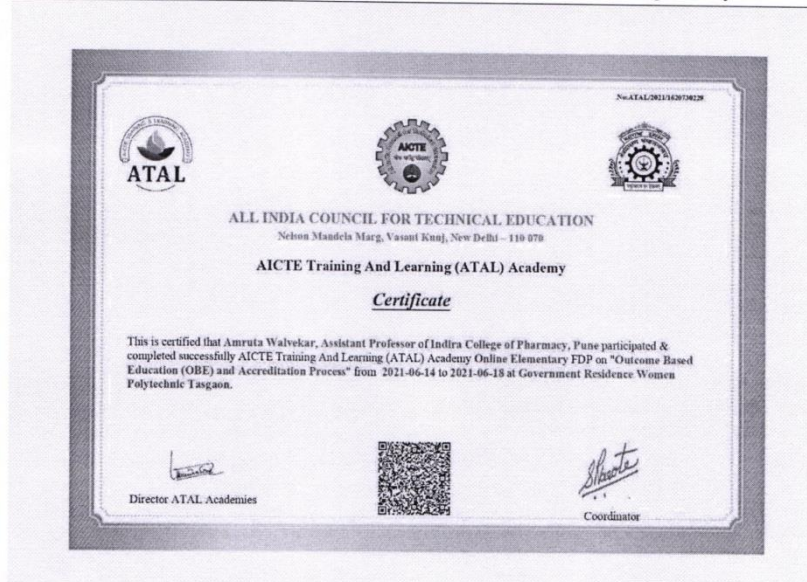 No.ATAL/2021/1620730229
ATAL
AICTE
ALL INDIA COUNCIL FOR TECHNICAL EDUCATION
Nelson Mandela Marg, Vasant Kunj, New Delhi – 110 070
AICTE Training And Learning (ATAL) Academy
Certificate
This is certified that Amruta Walvekar, Assistant Professor of Indira College of Pharmacy, Pune participated &
completed successfully AICTE Training And Learning (ATAL) Academy Online Elementary FDP on "Outcome Based
Education (OBE) and Accreditation Process" from 2021-06-14 to 2021-06-18 at Government Residence Women
Polytechnic Tasgaon.
Director ATAL Academies
Coordinator